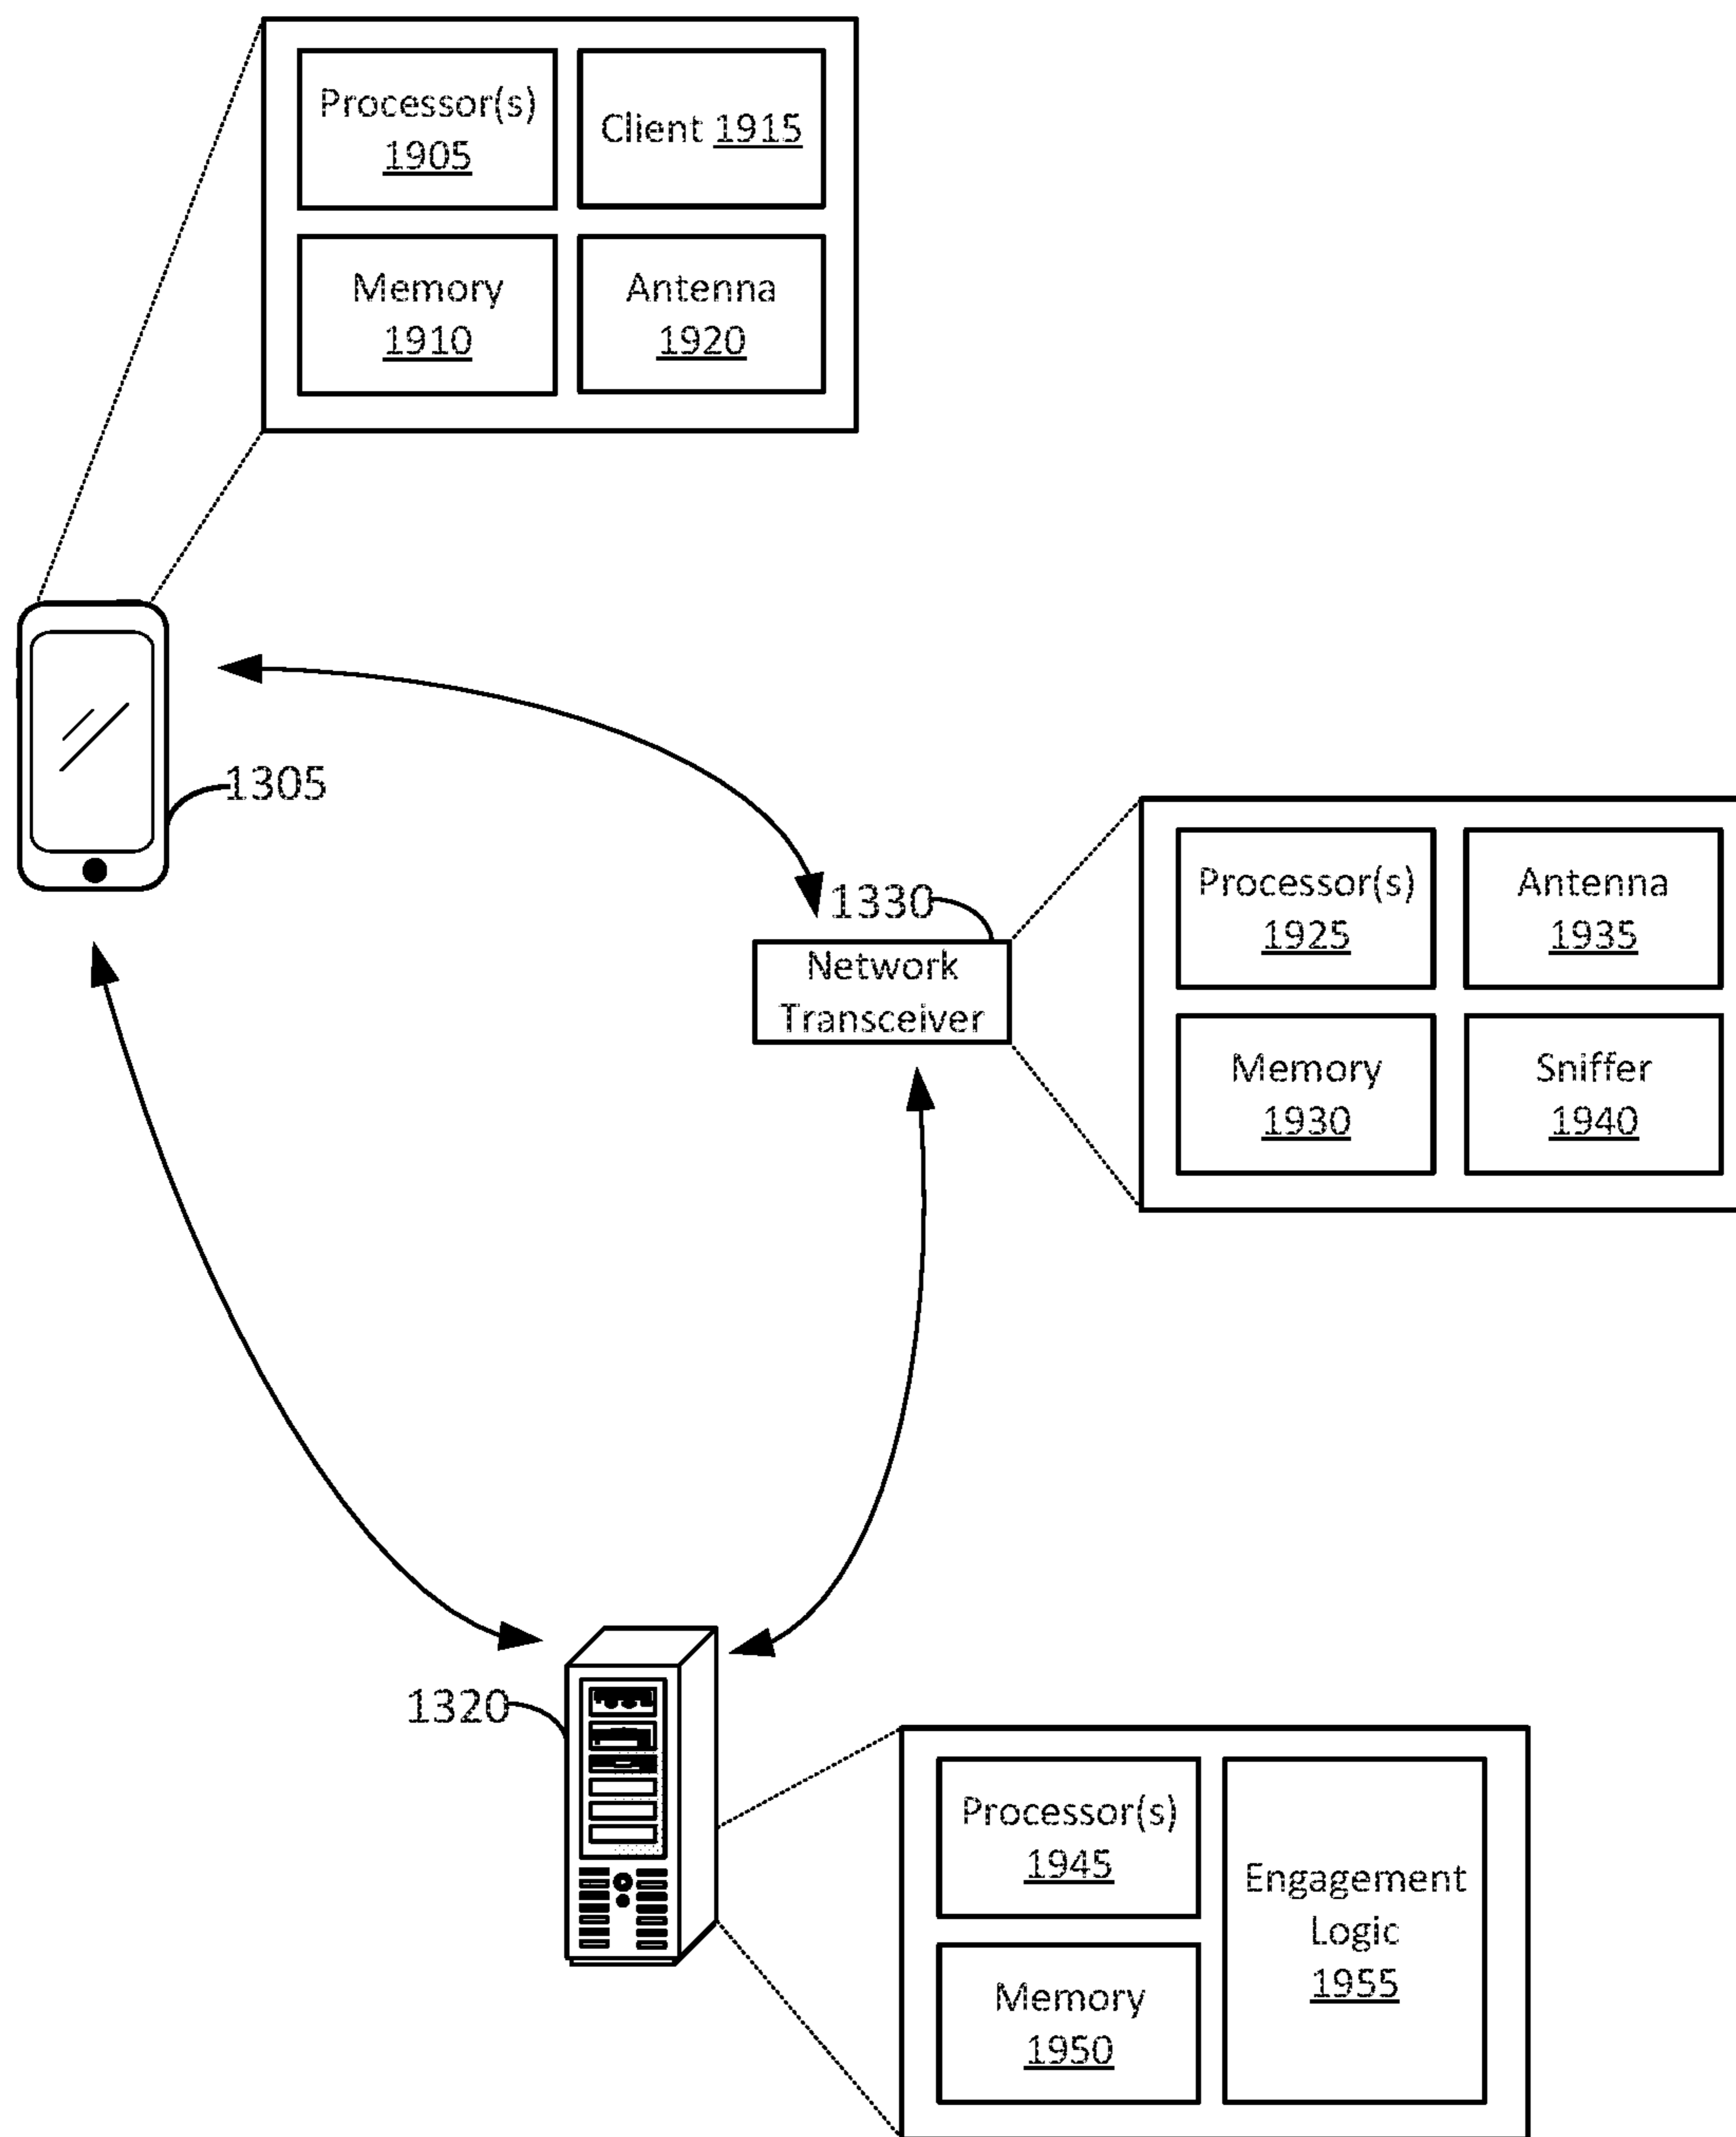 Processor(s)
1905
Client 1915
Memory
1910
Antenna
1920
1305
1330
Network
Transceiver
Processor(s)
1925
Antenna
1935
Memory
1930
Sniffer
1940
1320
Processor(s)
1945
Memory
1950
Engagement
Logic
1955